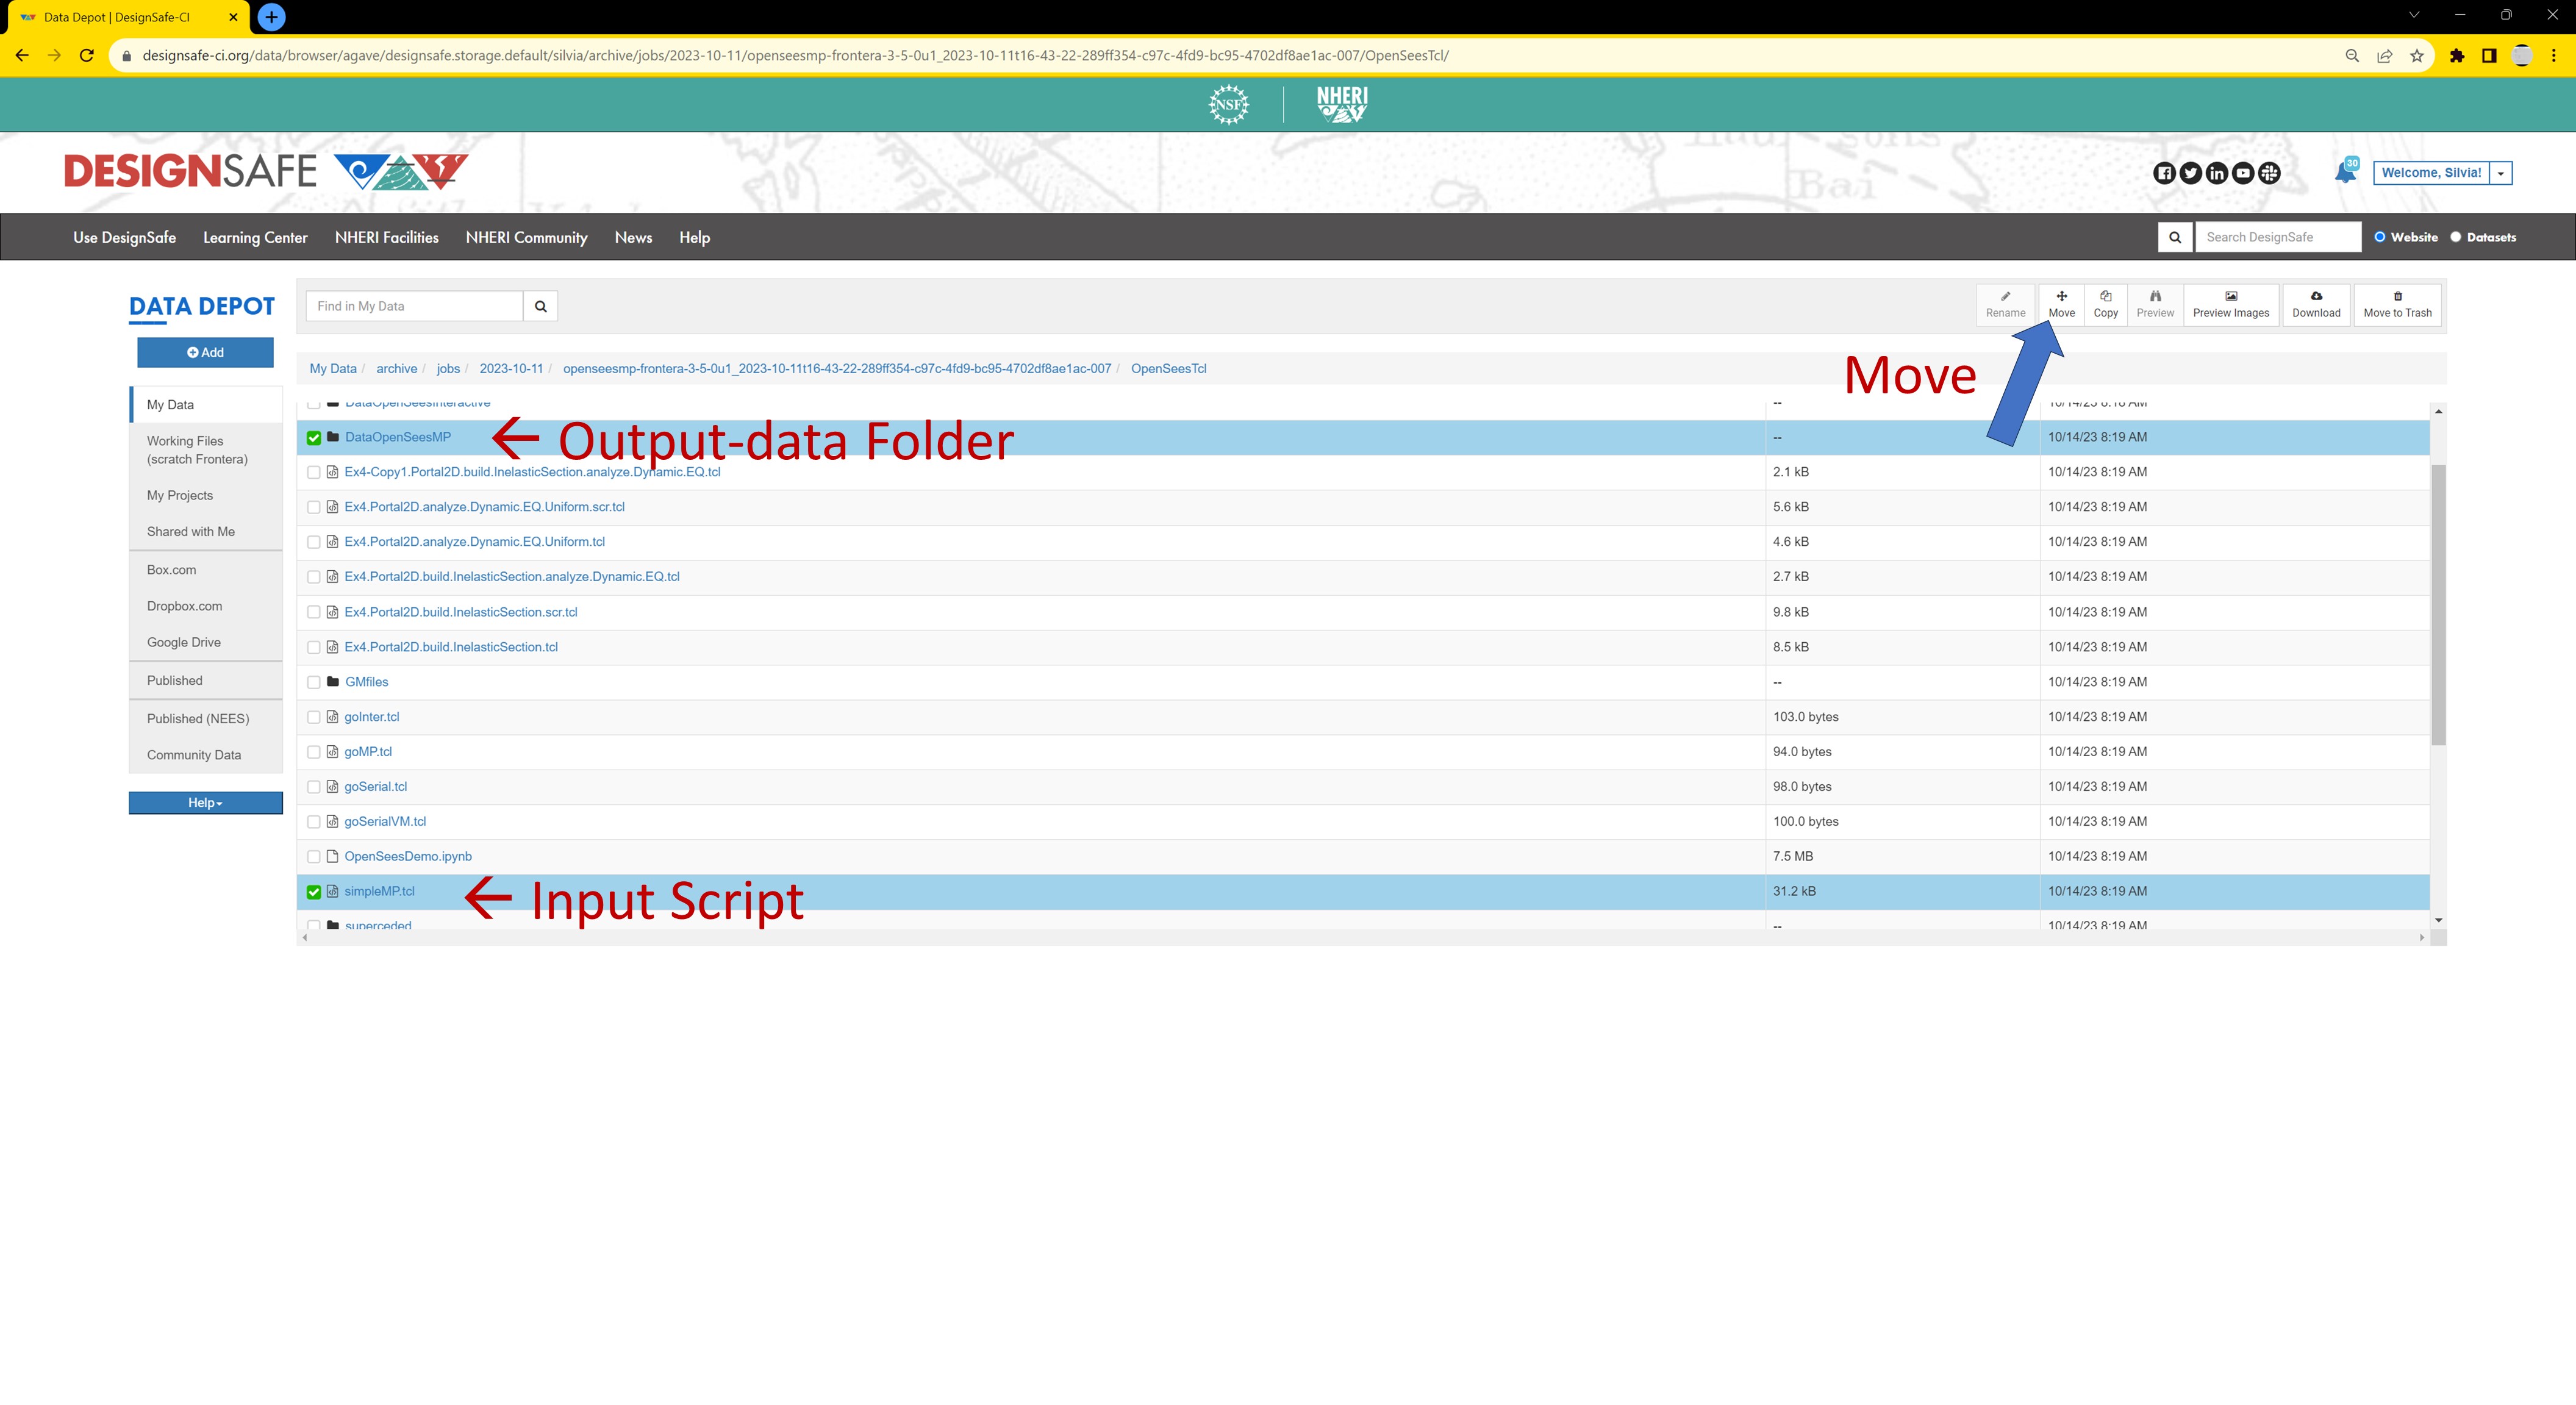 Data Depot | DesignSafe-CI
designsafe-ci.org/data/browser/agave/designsafe.storage.default/silvia/archive/jobs/2023-10-11/openseesmp-frontera-3-5-0u1_2023-10-11t16-43-22-289ff354-c97c-4fd9-bc95-4702df8ae1ac-007/OpenSeesTcl/
NSF NHERI
DESIGNSAFE
30
Welcome, Silvia!
Use DesignSafe Learning Center NHERI Facilities NHERI Community News Help
Search DesignSafe Website Datasets
DATA DEPOT
Find in My Data
Rename Move Copy Preview Preview Images Download Move to Trash
Add
My Data / archive / jobs / 2023-10-11 / openseesmp-frontera-3-5-0u1_2023-10-11t16-43-22-289ff354-c97c-4fd9-bc95-4702df8ae1ac-007 / OpenSeesTcl
Move
My Data
Working Files
(scratch Frontera)
My Projects
Shared with Me
Box.com
Dropbox.com
Google Drive
Published
Published (NEES)
Community Data
Help
DataOpenSeesInteractive --
DataOpenSeesMP ← Output-data Folder -- 10/14/23 8:19 AM
Ex4-Copy1.Portal2D.build.InelasticSection.analyze.Dynamic.EQ.tcl 2.1 kB 10/14/23 8:19 AM
Ex4.Portal2D.analyze.Dynamic.EQ.Uniform.scr.tcl 5.6 kB 10/14/23 8:19 AM
Ex4.Portal2D.analyze.Dynamic.EQ.Uniform.tcl 4.6 kB 10/14/23 8:19 AM
Ex4.Portal2D.build.InelasticSection.analyze.Dynamic.EQ.tcl 2.7 kB 10/14/23 8:19 AM
Ex4.Portal2D.build.InelasticSection.scr.tcl 9.8 kB 10/14/23 8:19 AM
Ex4.Portal2D.build.InelasticSection.tcl 8.5 kB 10/14/23 8:19 AM
GMfiles -- 10/14/23 8:19 AM
goInter.tcl 103.0 bytes 10/14/23 8:19 AM
goMP.tcl 94.0 bytes 10/14/23 8:19 AM
goSerial.tcl 98.0 bytes 10/14/23 8:19 AM
goSerialVM.tcl 100.0 bytes 10/14/23 8:19 AM
OpenSeesDemo.ipynb 7.5 MB 10/14/23 8:19 AM
simpleMP.tcl ← Input Script 31.2 kB 10/14/23 8:19 AM
superceded -- 10/14/23 8:19 AM